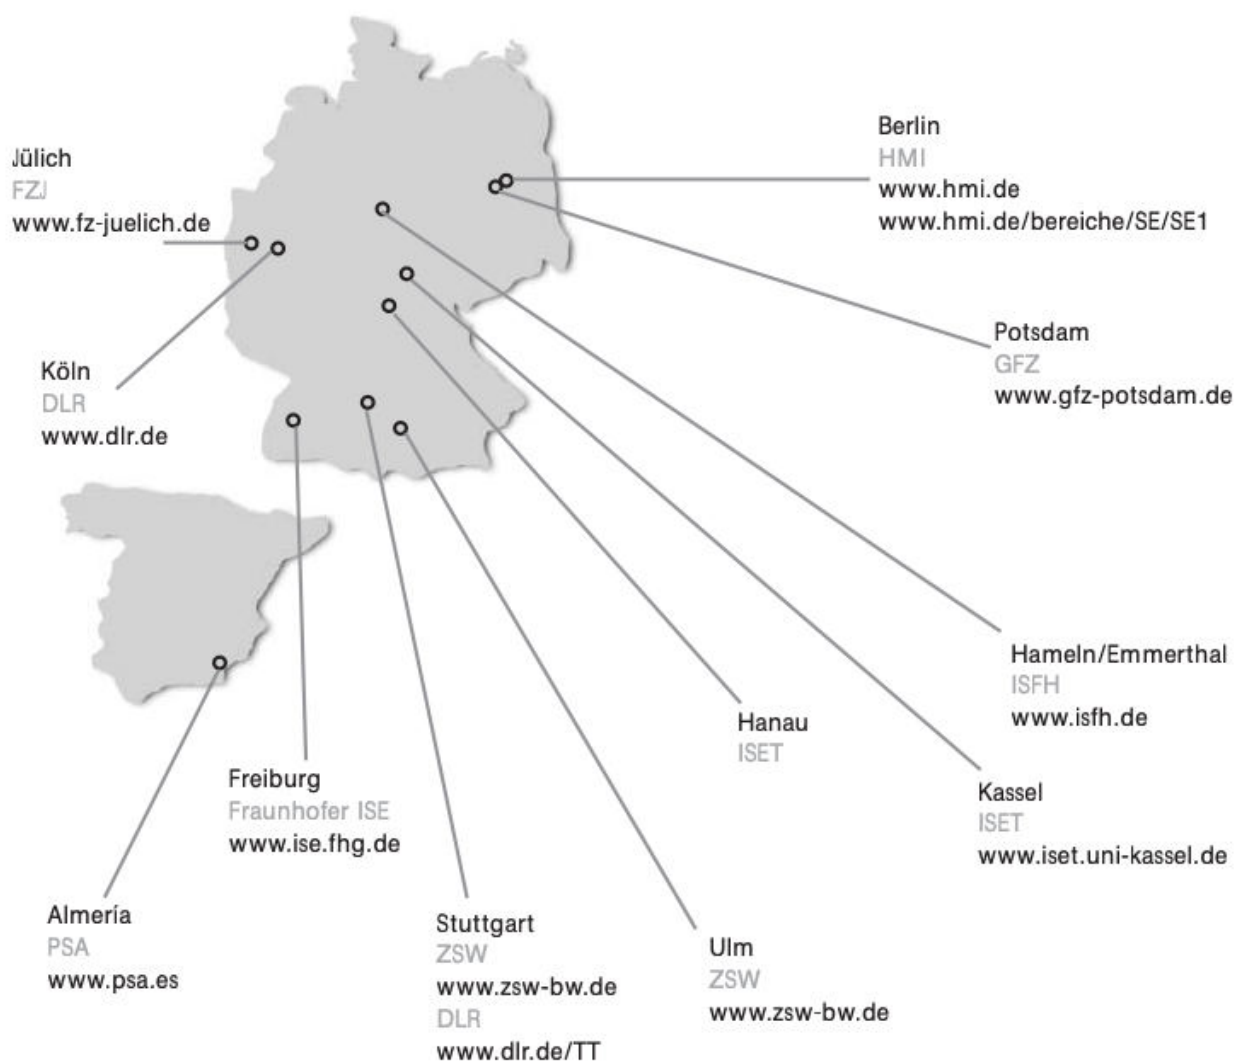 Jülich
FZJ
www.fz-juelich.de
Berlin
HMI
www.hmi.de
www.hmi.de/bereiche/SE/SE1
Potsdam
GFZ
www.gfz-potsdam.de
Köln
DLR
www.dlr.de
Hameln/Emmerthal
ISFH
www.isfh.de
Hanau
ISET
Kassel
ISET
www.iset.uni-kassel.de
Freiburg
Fraunhofer ISE
www.ise.fhg.de
Almería
PSA
www.psa.es
Stuttgart
ZSW
www.zsw-bw.de
DLR
www.dlr.de/TT
Ulm
ZSW
www.zsw-bw.de